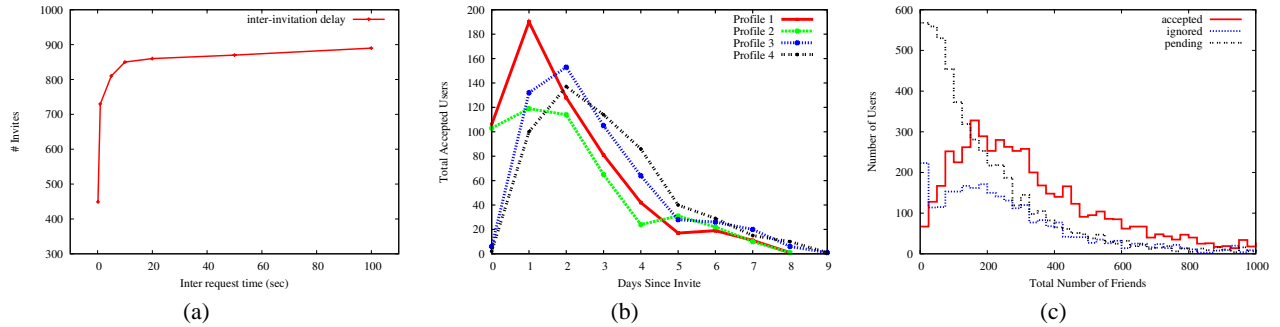 inter-invitation delay
1000
900
800
700
600
500
400
300
# Invites
0
20
40
60
80
100
Inter request time (sec)
(a)
Profile 1
Profile 2
Profile 3
Profile 4
200
180
160
140
120
100
80
60
40
20
0
Total Accepted Users
0
1
2
3
4
5
6
7
8
9
Days Since Invite
(b)
accepted
ignored
pending
600
500
400
300
200
100
0
Number of Users
0
200
400
600
800
1000
Total Number of Friends
(c)